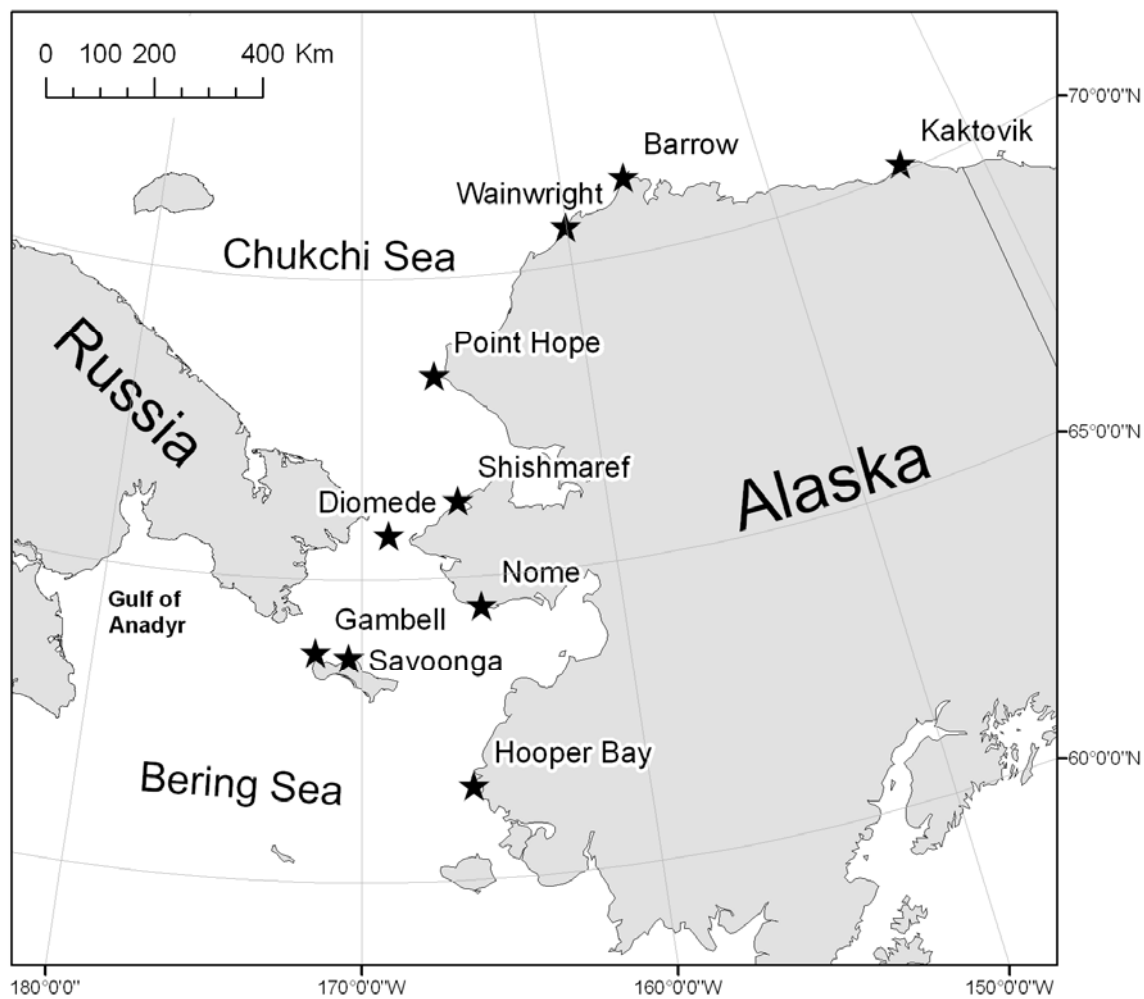 0 100 200 400 Km
70°0'0"N
Kaktovik
Barrow
Wainwright
Chukchi Sea
Russia
Point Hope
65°0'0"N
Alaska
Shishmaref
Diomede
Nome
Gulf of
Anadyr
Gambell
Savoonga
Hooper Bay
60°0'0"N
Bering Sea
180°0'0"
170°0'0"W
160°0'0"W
150°0'0"W